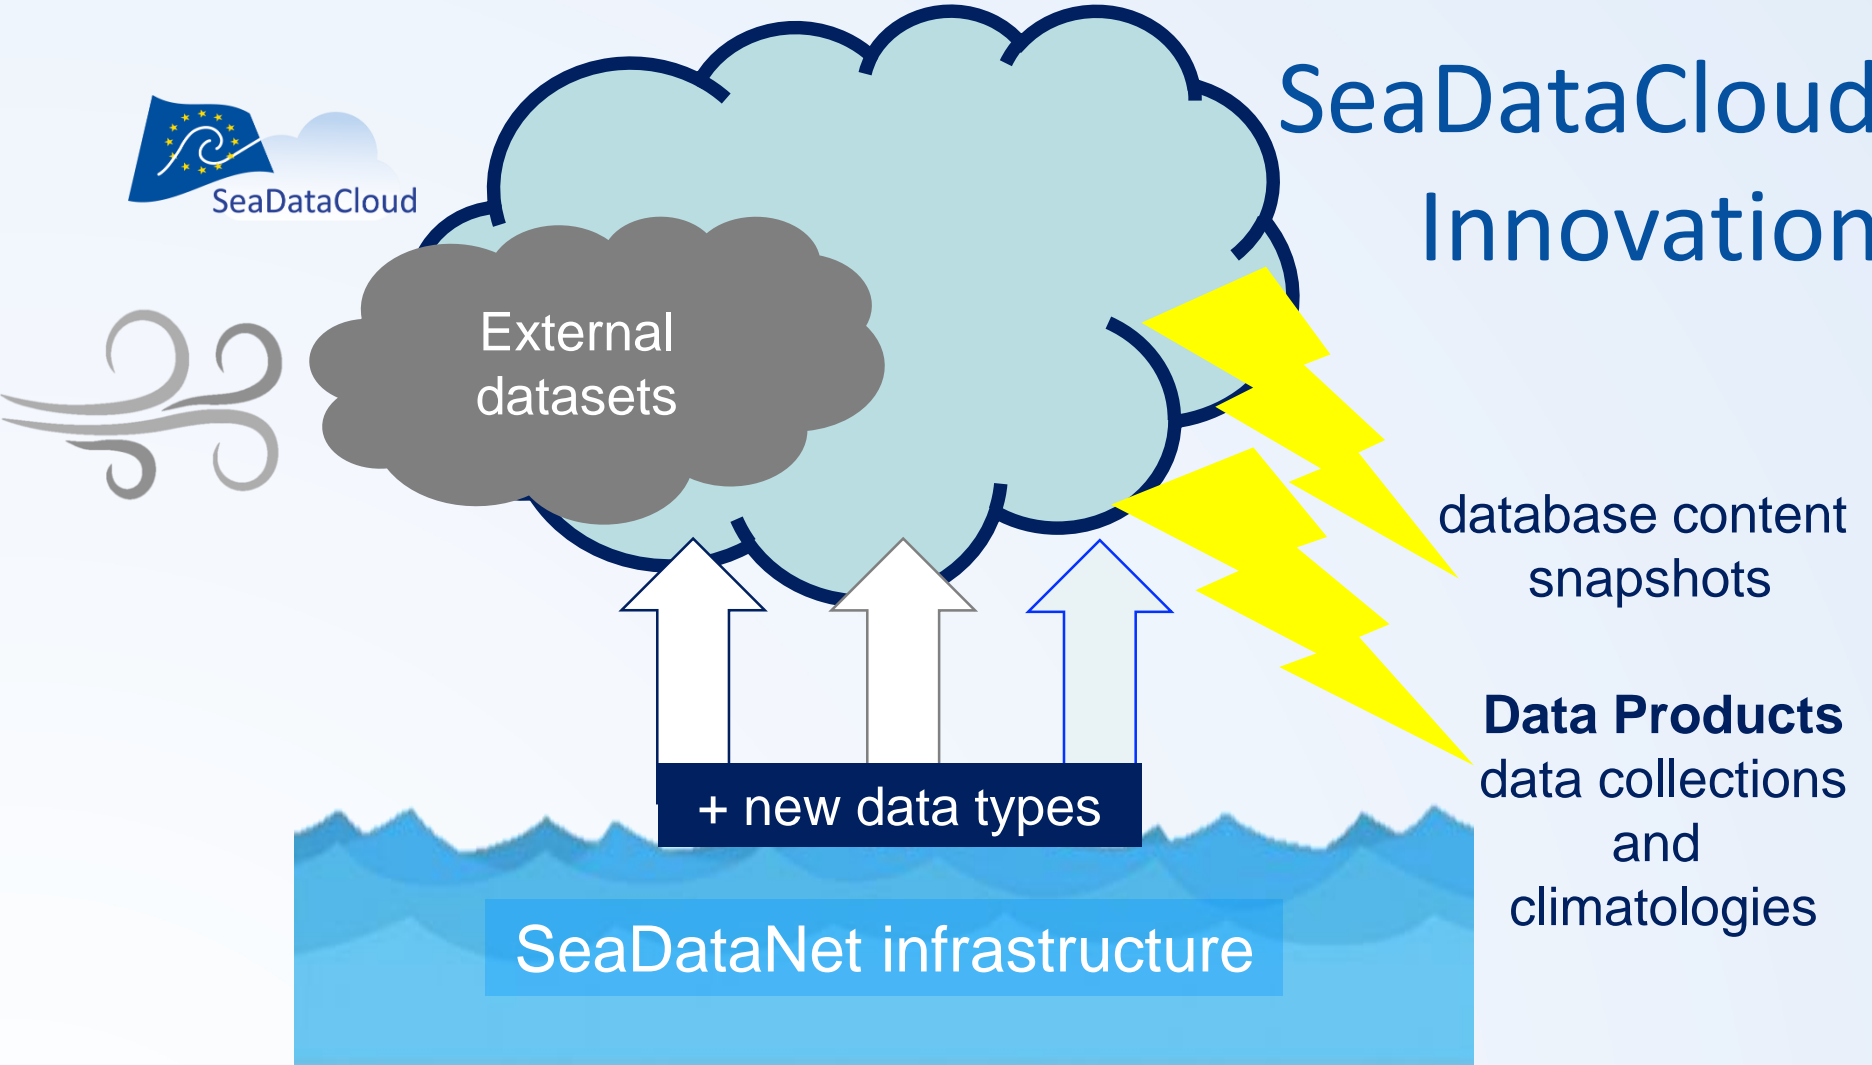 SeaDataCloud
Innovation
SeaDataCloud
External
datasets
database content
snapshots
Data Products
data collections
and
climatologies
+ new data types
SeaDataNet infrastructure